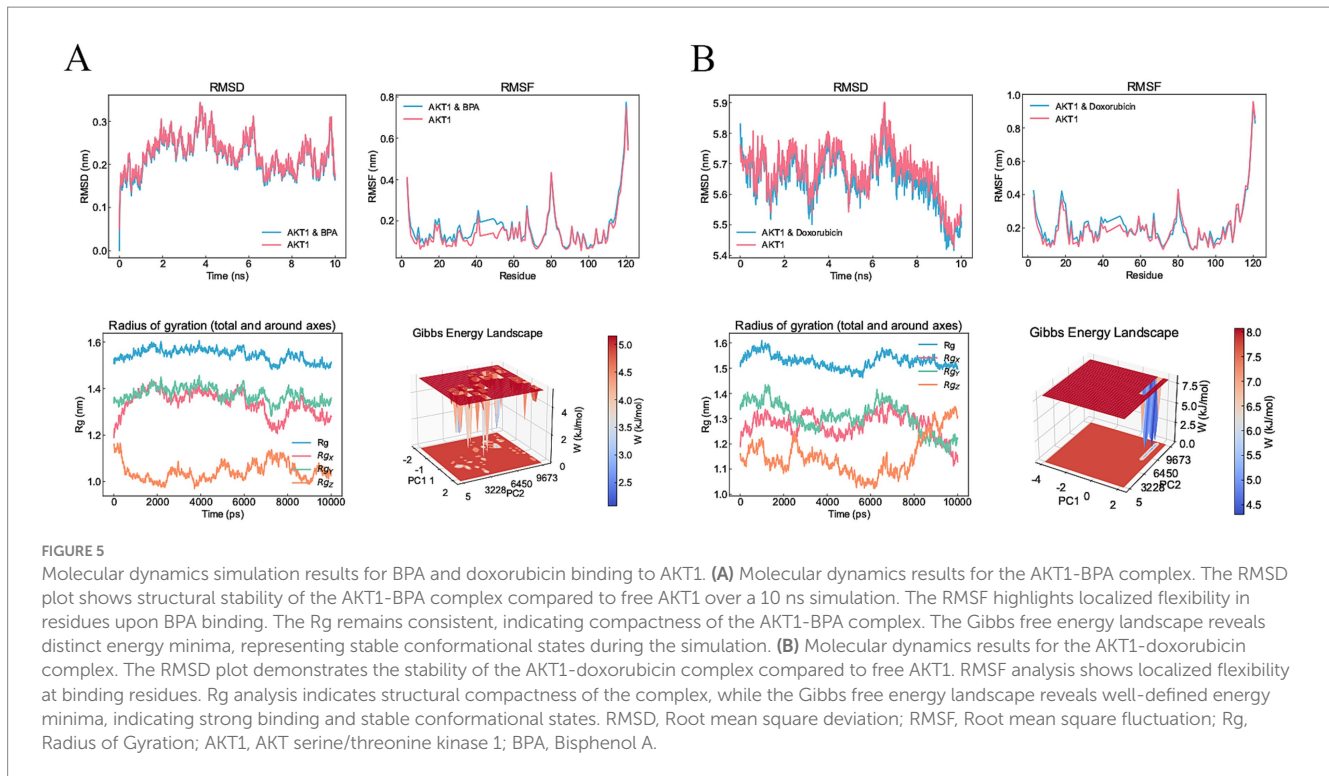 A
B
RMSD
RMSD (nm)
0.3
0.2
0.1
0.0
AKT1 & BPA
AKT1
0
2
4
6
8
10
Time (ns)
RMSF
RMSF (nm)
0.8
0.6
0.4
0.2
AKT1 & BPA
AKT1
0
20
40
60
80
100
120
Residue
RMSD
RMSD (nm)
5.9
5.8
5.7
5.6
5.5
5.4
AKT1 & Doxorubicin
AKT1
0
2
4
6
8
10
Time (ns)
RMSF
RMSF (nm)
1.0
0.8
0.6
0.4
0.2
0.0
AKT1 & Doxorubicin
AKT1
0
20
40
60
80
100
120
Residue
Radius of gyration (total and around axes)
Rg (nm)
1.6
1.4
1.2
1.0
Rg
RgX
RgY
RgZ
0
2000
4000
6000
8000
10000
Time (ps)
Gibbs Energy Landscape
-2
-1
1
2
PC1
5
3228
6450
9673
PC2
4
2
0
W (kJ/mol)
5.0
4.5
4.0
3.5
3.0
2.5
W (kJ/mol)
Radius of gyration (total and around axes)
Rg (nm)
1.6
1.5
1.4
1.3
1.2
1.1
1.0
Rg
RgX
RgY
RgZ
0
2000
4000
6000
8000
10000
Time (ps)
Gibbs Energy Landscape
-4
-2
0
2
PC1
5
3228
6450
9673
PC2
7.5
5.0
2.5
0.0
W (kJ/mol)
8.0
7.5
7.0
6.5
6.0
5.5
5.0
4.5
W (kJ/mol)
FIGURE 5
Molecular dynamics simulation results for BPA and doxorubicin binding to AKT1. (A) Molecular dynamics results for the AKT1-BPA complex. The RMSD
plot shows structural stability of the AKT1-BPA complex compared to free AKT1 over a 10 ns simulation. The RMSF highlights localized flexibility in
residues upon BPA binding. The Rg remains consistent, indicating compactness of the AKT1-BPA complex. The Gibbs free energy landscape reveals
distinct energy minima, representing stable conformational states during the simulation. (B) Molecular dynamics results for the AKT1-doxorubicin
complex. The RMSD plot demonstrates the stability of the AKT1-doxorubicin complex compared to free AKT1. RMSF analysis shows localized flexibility
at binding residues. Rg analysis indicates structural compactness of the complex, while the Gibbs free energy landscape reveals well-defined energy
minima, indicating strong binding and stable conformational states. RMSD, Root mean square deviation; RMSF, Root mean square fluctuation; Rg,
Radius of Gyration; AKT1, AKT serine/threonine kinase 1; BPA, Bisphenol A.